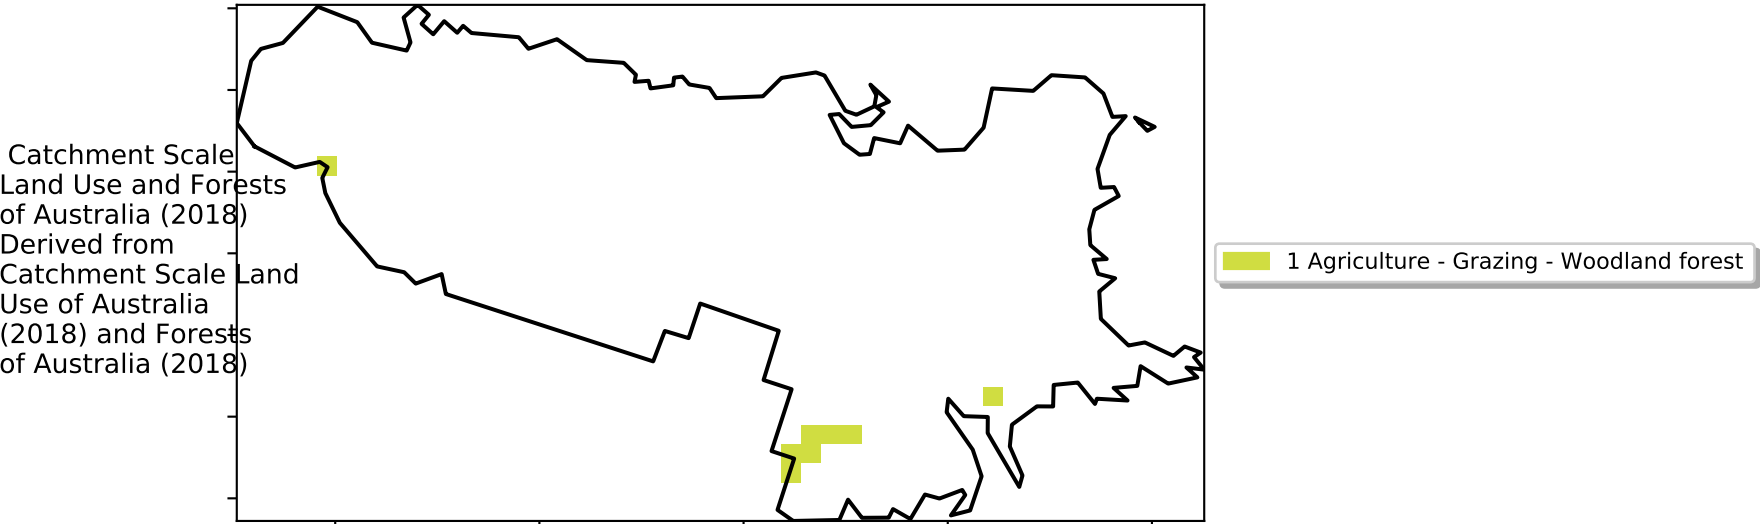 Catchment Scale
Land Use and Forests
of Australia (2018)
Derived from
Catchment Scale Land
Use of Australia
(2018) and Forests
of Australia (2018)
1 Agriculture - Grazing - Woodland forest